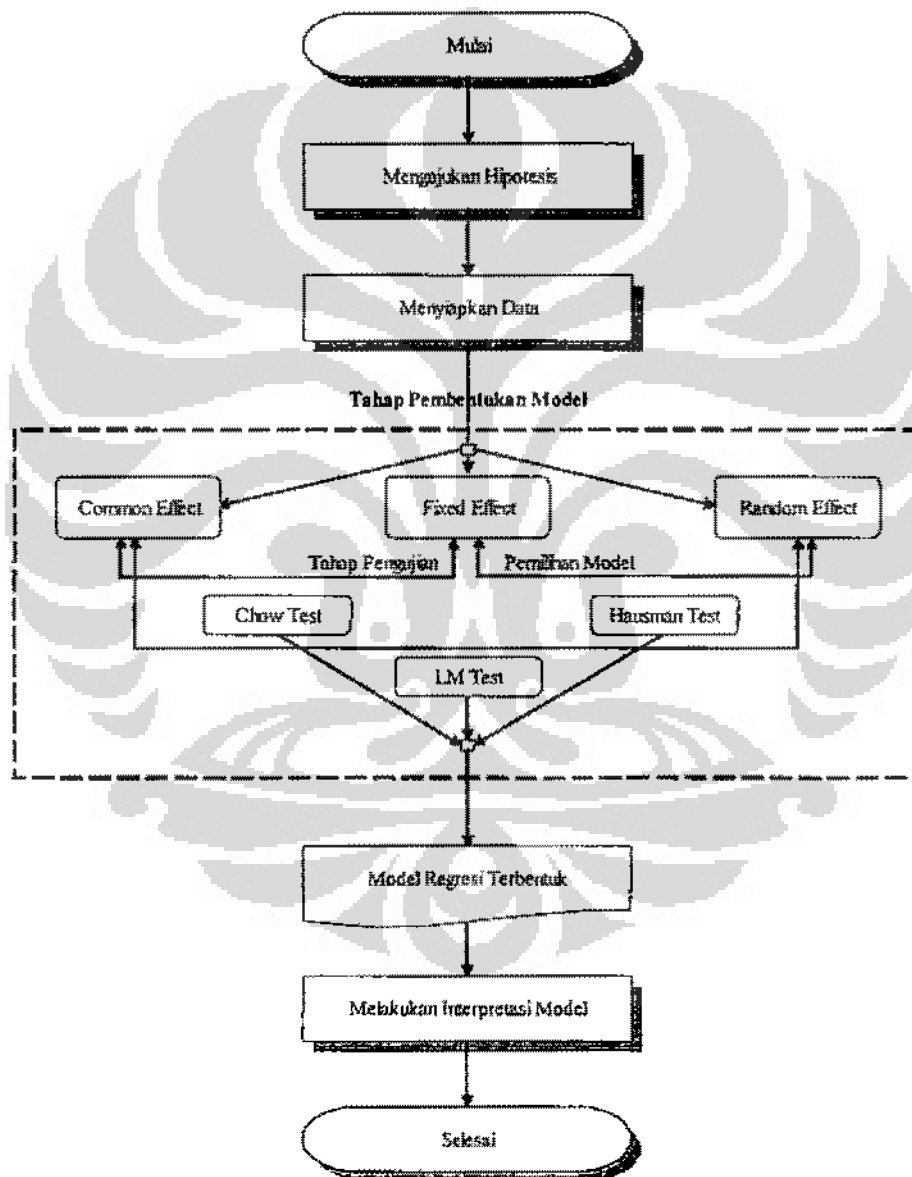 Mulai
Mengajukan Hipotesis
Menyiapkan Data
Tahap Pembentukan Model
Common Effect
Fixed Effect
Random Effect
Tahap Pengujian
Pemilihan Model
Chow Test
Hausman Test
LM Test
Model Regresi Terbentuk
Melakukan Interpretasi Model
Selesai